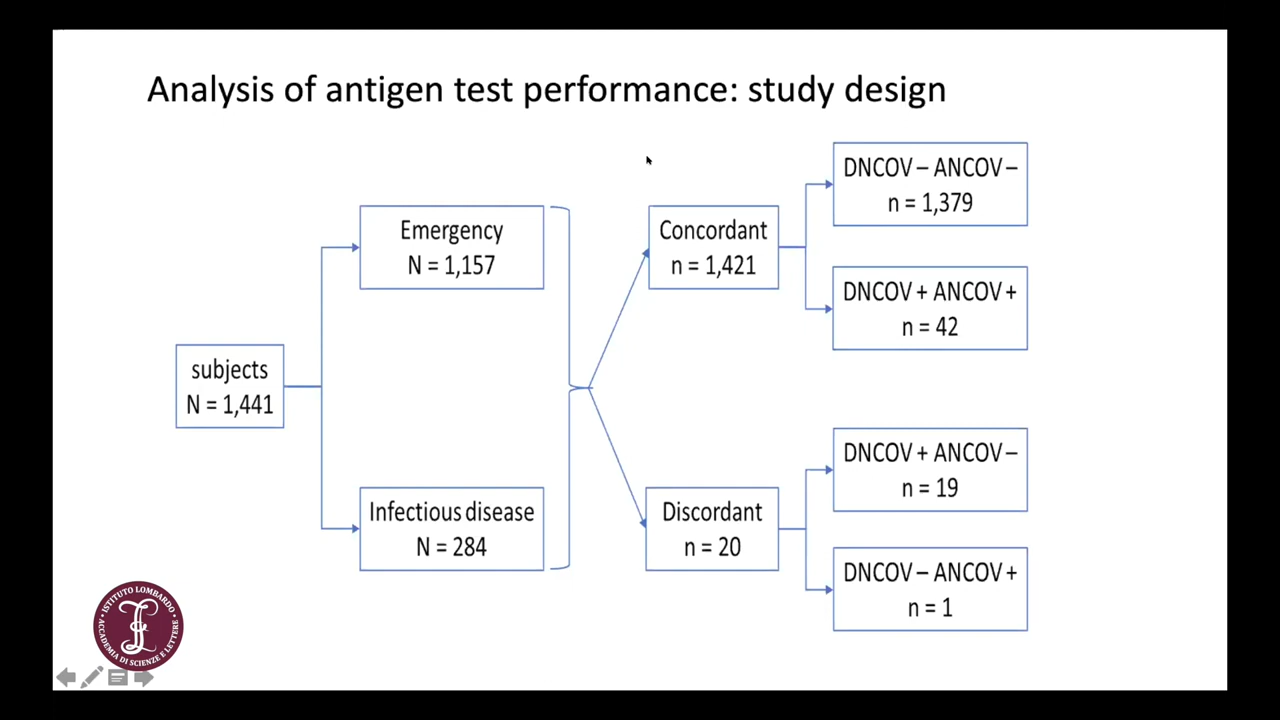 Analysis of antigen test performance: study design
subjects
N = 1,441
Emergency
N = 1,157
Infectious disease
N = 284
Concordant
n = 1,421
Discordant
n = 20
DNCOV – ANCOV –
n = 1,379
DNCOV + ANCOV +
n = 42
DNCOV + ANCOV –
n = 19
DNCOV – ANCOV +
n = 1
· ISTITUTO LOMBARDO ·
ACCADEMIA DI SCIENZE E LETTERE